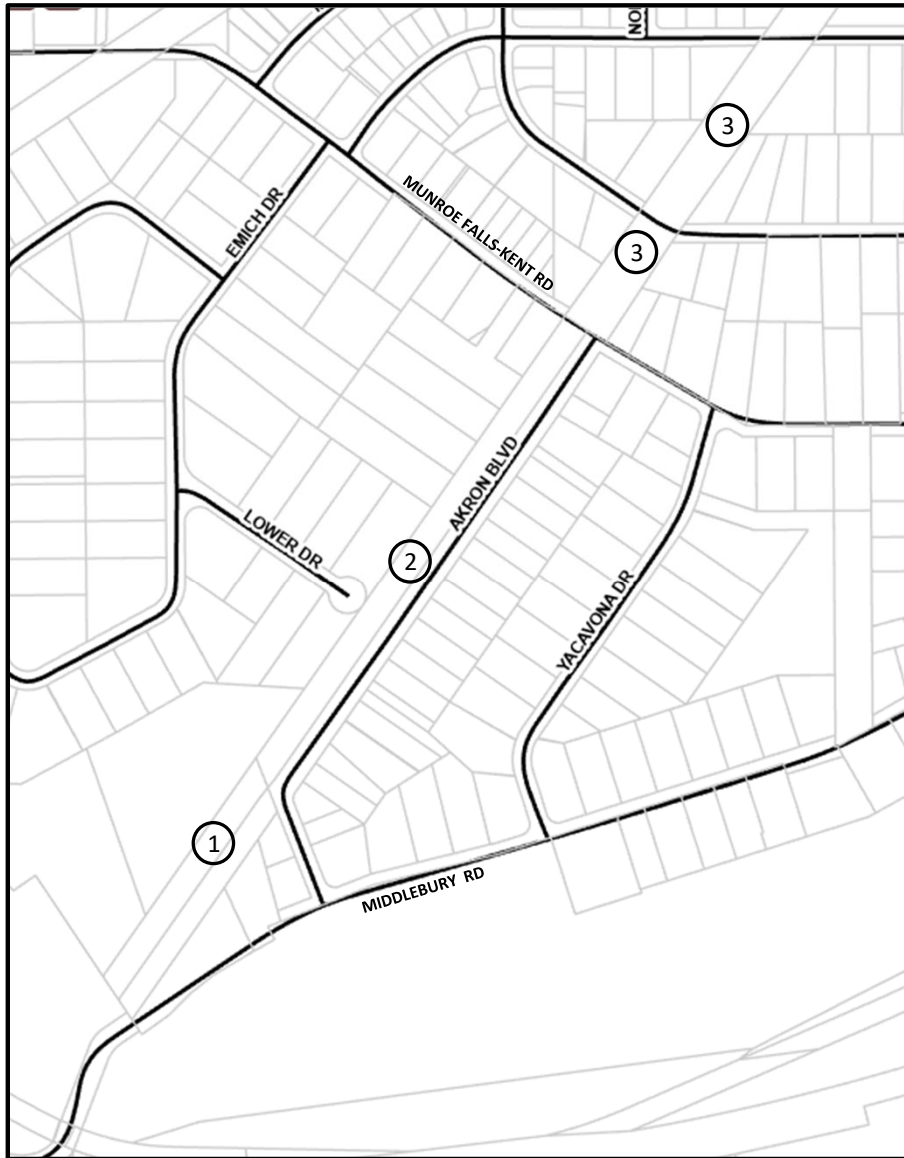 3
EMICH DR
MUNROE FALLS-KENT RD
3
AKRON BLVD
LOWER DR
2
YACAVONA DR
1
MIDDLEBURY RD